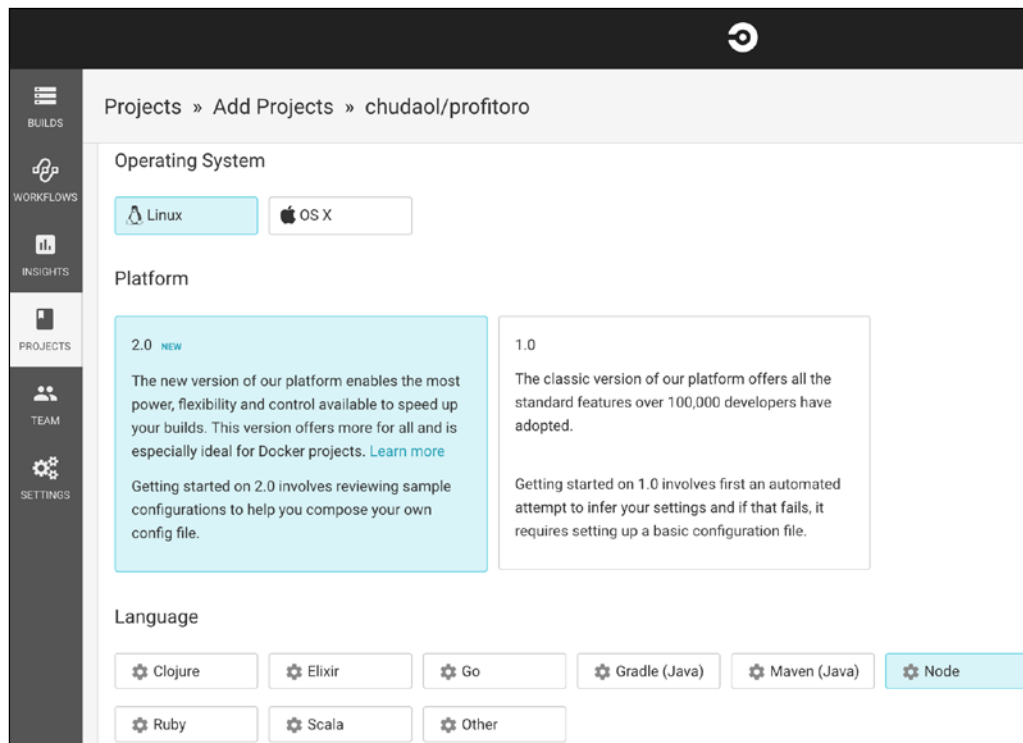 Projects » Add Projects » chudaol/profitoro
BUILDS
WORKFLOWS
INSIGHTS
PROJECTS
TEAM
SETTINGS
Operating System
Linux
OS X
Platform
2.0 NEW
The new version of our platform enables the most
power, flexibility and control available to speed up
your builds. This version offers more for all and is
especially ideal for Docker projects. Learn more
Getting started on 2.0 involves reviewing sample
configurations to help you compose your own
config file.
1.0
The classic version of our platform offers all the
standard features over 100,000 developers have
adopted.
Getting started on 1.0 involves first an automated
attempt to infer your settings and if that fails, it
requires setting up a basic configuration file.
Language
Clojure
Elixir
Go
Gradle (Java)
Maven (Java)
Node
Ruby
Scala
Other